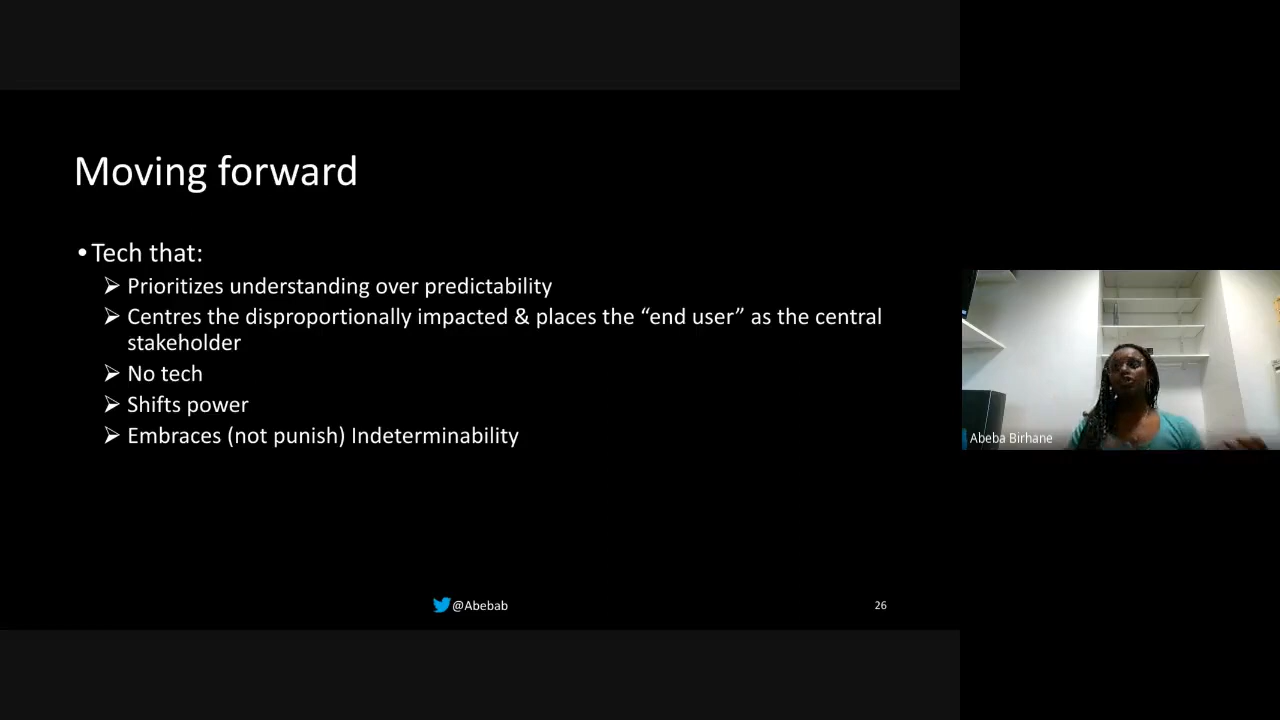 Moving forward
• Tech that:
➢ Prioritizes understanding over predictability
➢ Centres the disproportionally impacted & places the “end user” as the central
stakeholder
➢ No tech
➢ Shifts power
➢ Embraces (not punish) Indeterminability
@Abebab
26
Abeba Birhane